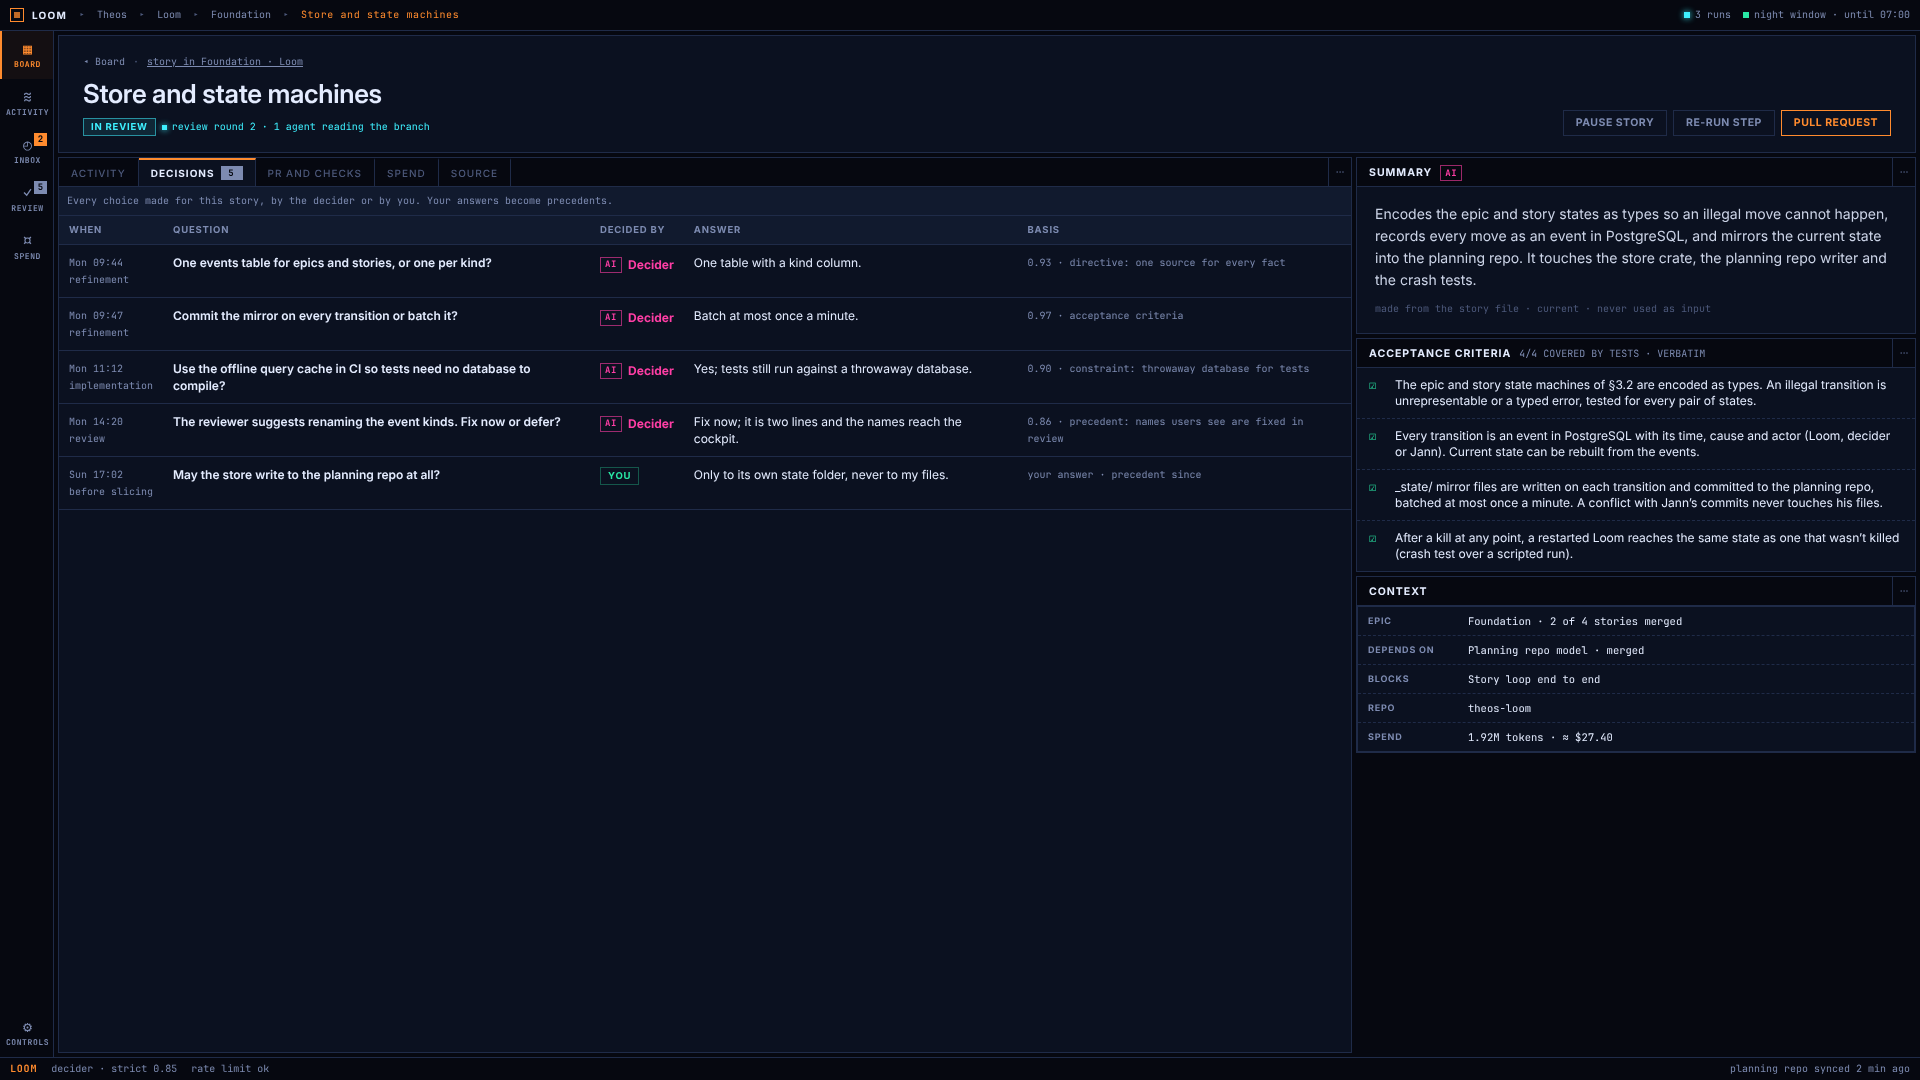 LOOM ▸ Theos ▸ Loom ▸ Foundation ▸ Store and state machines
3 runs night window · until 07:00
BOARD
ACTIVITY
2
INBOX
5
REVIEW
SPEND
CONTROLS
◂ Board · story in Foundation · Loom
Store and state machines
IN REVIEW review round 2 · 1 agent reading the branch
PAUSE STORY RE-RUN STEP PULL REQUEST
ACTIVITY DECISIONS 5 PR AND CHECKS SPEND SOURCE ⋯
Every choice made for this story, by the decider or by you. Your answers become precedents.
WHEN QUESTION DECIDED BY ANSWER BASIS
Mon 09:44 One events table for epics and stories, or one per kind? AI Decider One table with a kind column. 0.93 · directive: one source for every fact
refinement
Mon 09:47 Commit the mirror on every transition or batch it? AI Decider Batch at most once a minute. 0.97 · acceptance criteria
refinement
Mon 11:12 Use the offline query cache in CI so tests need no database to AI Decider Yes; tests still run against a throwaway database. 0.90 · constraint: throwaway database for tests
implementation compile?
Mon 14:20 The reviewer suggests renaming the event kinds. Fix now or defer? AI Decider Fix now; it is two lines and the names reach the 0.86 · precedent: names users see are fixed in
review cockpit. review
Sun 17:02 May the store write to the planning repo at all? YOU Only to its own state folder, never to my files. your answer · precedent since
before slicing
SUMMARY AI ⋯
Encodes the epic and story states as types so an illegal move cannot happen,
records every move as an event in PostgreSQL, and mirrors the current state
into the planning repo. It touches the store crate, the planning repo writer and
the crash tests.
made from the story file · current · never used as input
ACCEPTANCE CRITERIA 4/4 COVERED BY TESTS · VERBATIM ⋯
☑ The epic and story state machines of §3.2 are encoded as types. An illegal transition is
unrepresentable or a typed error, tested for every pair of states.
☑ Every transition is an event in PostgreSQL with its time, cause and actor (Loom, decider
or Jann). Current state can be rebuilt from the events.
☑ _state/ mirror files are written on each transition and committed to the planning repo,
batched at most once a minute. A conflict with Jann’s commits never touches his files.
☑ After a kill at any point, a restarted Loom reaches the same state as one that wasn’t killed
(crash test over a scripted run).
CONTEXT ⋯
EPIC Foundation · 2 of 4 stories merged
DEPENDS ON Planning repo model · merged
BLOCKS Story loop end to end
REPO theos-loom
SPEND 1.92M tokens · ≈ $27.40
LOOM decider · strict 0.85 rate limit ok
planning repo synced 2 min ago